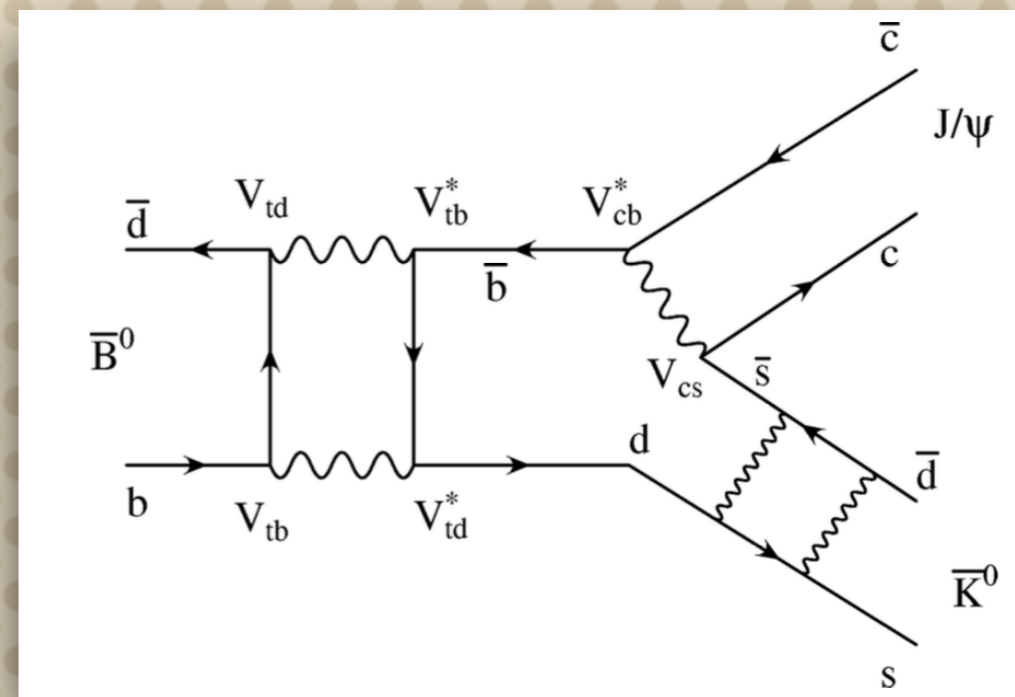 c̅
J/ψ
V_td V*_tb V*_cb
d̅
b̅
c
B̅⁰
V_cs s̅
d
d̅
b V_tb V*_td
K̅⁰
s